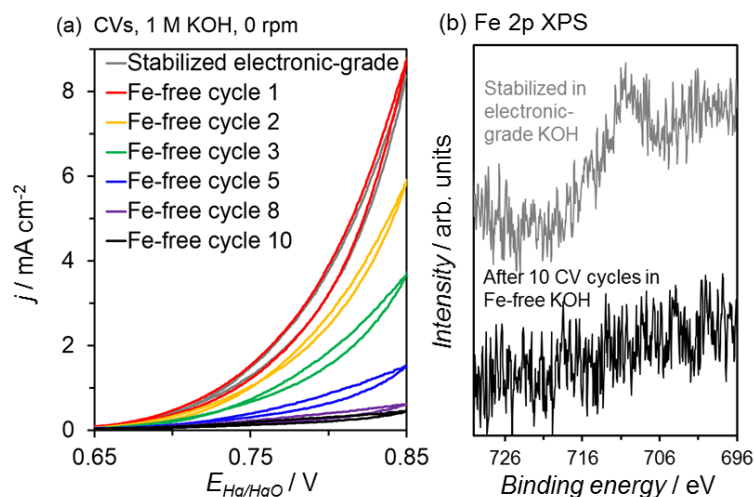 (a) CVs, 1 M KOH, 0 rpm
Stabilized electronic-grade
Fe-free cycle 1
Fe-free cycle 2
Fe-free cycle 3
Fe-free cycle 5
Fe-free cycle 8
Fe-free cycle 10
j / mA cm⁻²
8
6
4
2
0
0.65
0.75
0.85
E_Hg/HgO / V
(b) Fe 2p XPS
Stabilized in
electronic-
grade KOH
After 10 CV cycles in
Fe-free KOH
Intensity / arb. units
726
716
706
696
Binding energy / eV